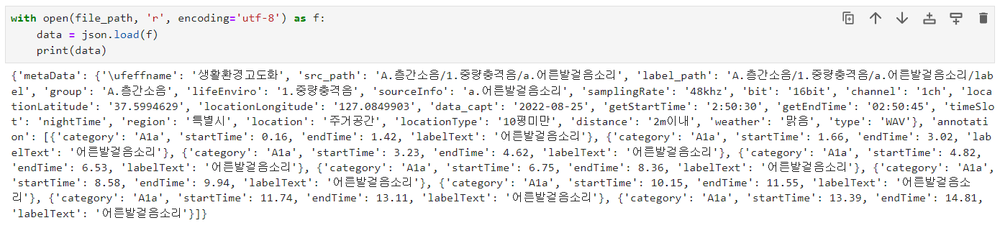 with open(file_path, 'r', encoding='utf-8') as f:
    data = json.load(f)
    print(data)
{'metaData': {'\ufeffname': '생활환경고도화', 'src_path': 'A.층간소음/1.중량충격음/a.어른발걸음소리', 'label_path': 'A.층간소음/1.중량충격음/a.어른발걸음소리/lab
el', 'group': 'A.층간소음', 'lifeEnviro': '1.중량충격음', 'sourceInfo': 'a.어른발걸음소리', 'samplingRate': '48khz', 'bit': '16bit', 'channel': '1ch', 'loca
tionLatitude': '37.5994629', 'locationLongitude': '127.0849903', 'data_capt': '2022-08-25', 'getStartTime': '2:50:30', 'getEndTime': '02:50:45', 'timeSlo
t': 'nightTime', 'region': '특별시', 'location': '주거공간', 'locationType': '10평미만', 'distance': '2m이내', 'weather': '맑음', 'type': 'WAV'}, 'annotati
on': [{'category': 'A1a', 'startTime': 0.16, 'endTime': 1.42, 'labelText': '어른발걸음소리'}, {'category': 'A1a', 'startTime': 1.66, 'endTime': 3.02, 'lab
elText': '어른발걸음소리'}, {'category': 'A1a', 'startTime': 3.23, 'endTime': 4.62, 'labelText': '어른발걸음소리'}, {'category': 'A1a', 'startTime': 4.82,
'endTime': 6.53, 'labelText': '어른발걸음소리'}, {'category': 'A1a', 'startTime': 6.75, 'endTime': 8.36, 'labelText': '어른발걸음소리'}, {'category': 'A1a',
'startTime': 8.58, 'endTime': 9.94, 'labelText': '어른발걸음소리'}, {'category': 'A1a', 'startTime': 10.15, 'endTime': 11.55, 'labelText': '어른발걸음소
리'}, {'category': 'A1a', 'startTime': 11.74, 'endTime': 13.11, 'labelText': '어른발걸음소리'}, {'category': 'A1a', 'startTime': 13.39, 'endTime': 14.81,
'labelText': '어른발걸음소리'}]}